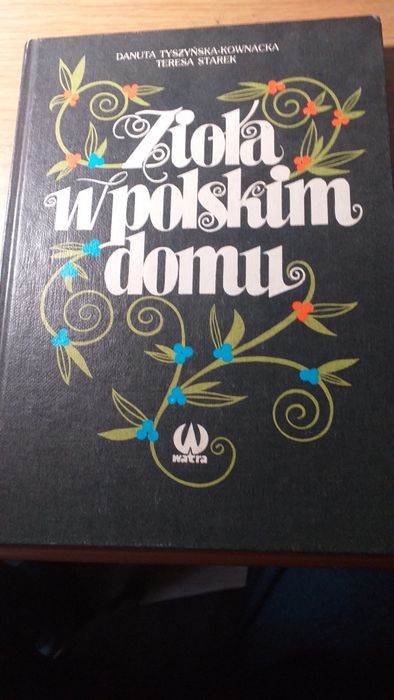 DANUTA TYSZYŃSKA-KOWNACKA
TERESA STAREK
Zioła
w polskim
domu
watra